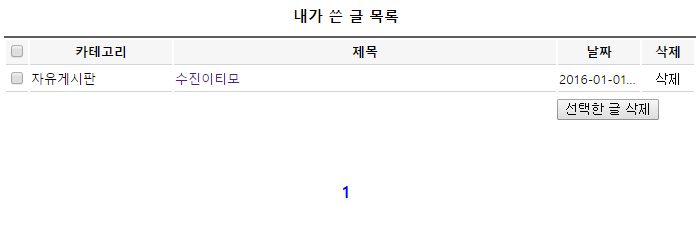 내가 쓴 글 목록
카테고리 제목 날짜 삭제
자유게시판 수진이티모 2016-01-01... 삭제
선택한 글 삭제
1